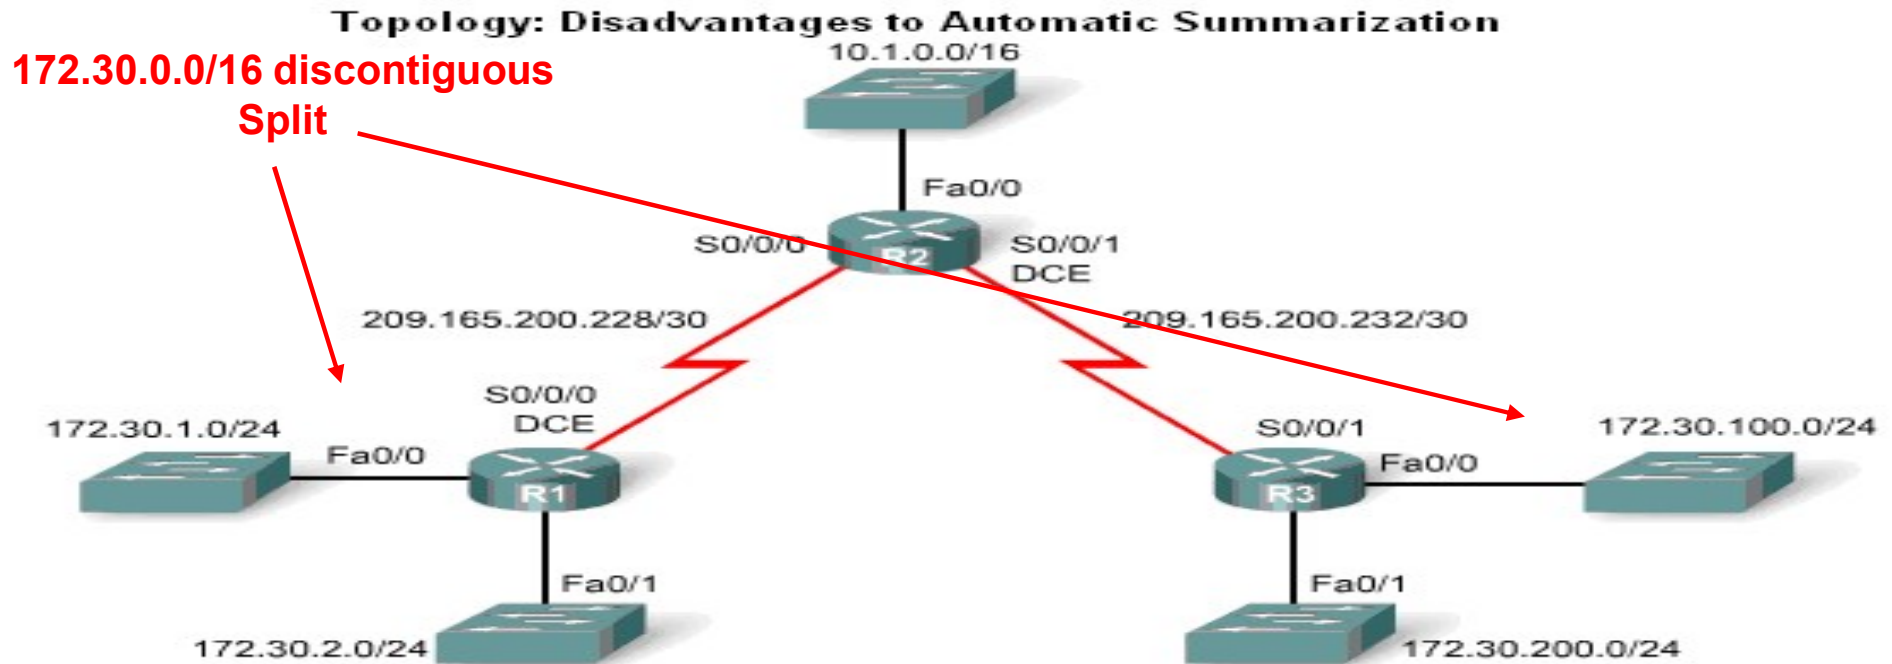 Topology: Disadvantages to Automatic Summarization
172.30.0.0/16 discontiguous
Split
10.1.0.0/16
Fa0/0
S0/0/0
R2
S0/0/1
DCE
209.165.200.228/30
209.165.200.232/30
S0/0/0
DCE
172.30.1.0/24
Fa0/0
R1
Fa0/1
172.30.2.0/24
S0/0/1
172.30.100.0/24
Fa0/0
R3
Fa0/1
172.30.200.0/24